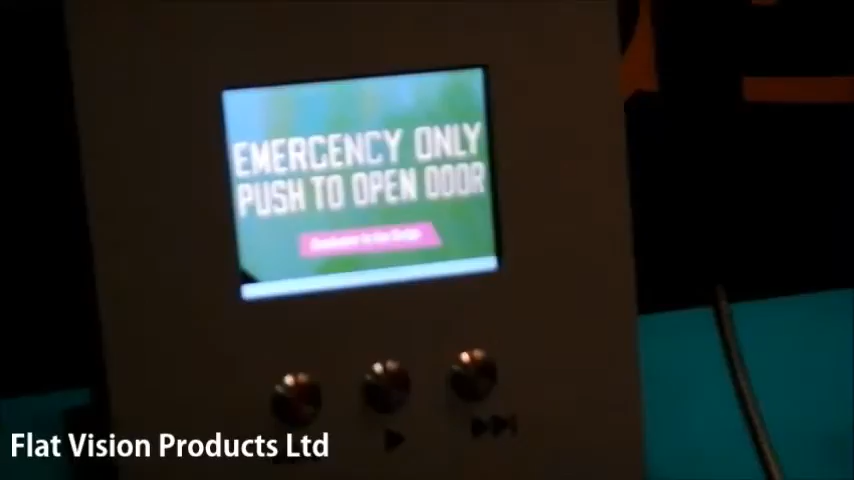 EMERGENCY ONLY
PUSH TO OPEN DOOR
Flat Vision Products Ltd